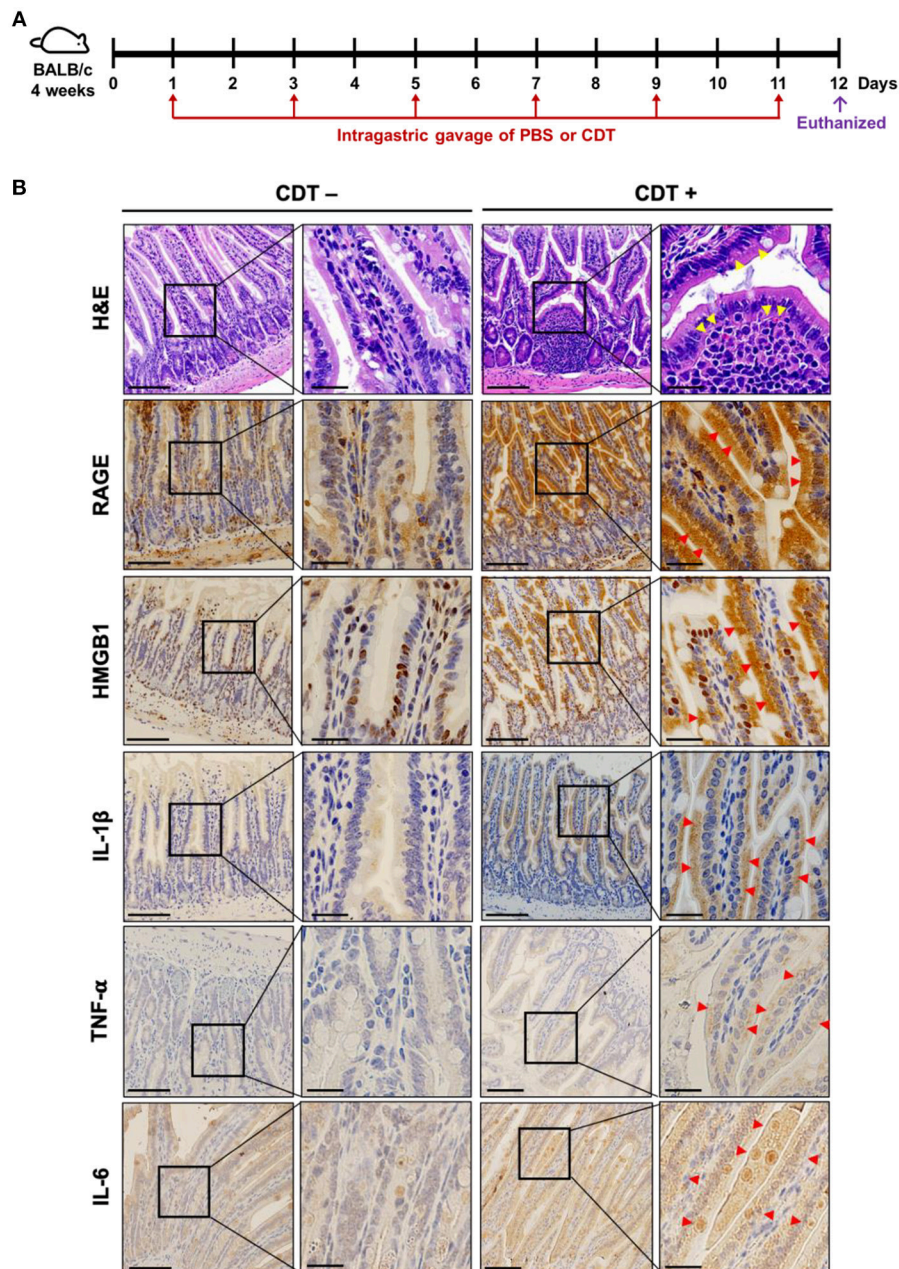 A
BALB/c
4 weeks
0 1 2 3 4 5 6 7 8 9 10 11 12 Days
Intragastric gavage of PBS or CDT
Euthanized
B
CDT – CDT +
H&E
RAGE
HMGB1
IL-1β
TNF-α
IL-6